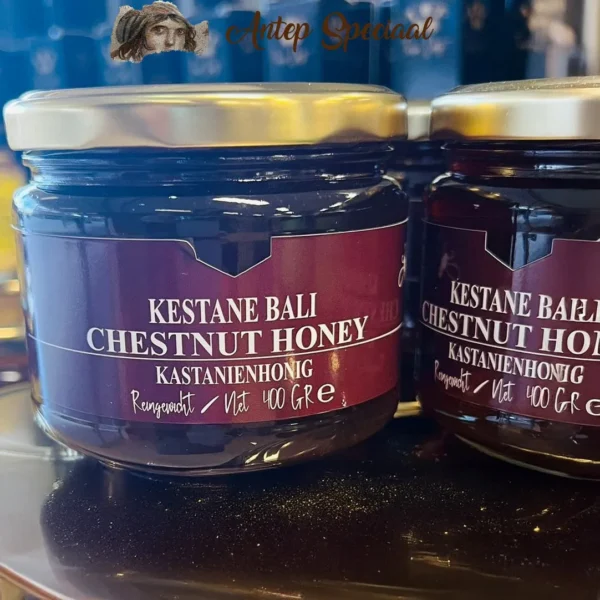 Antep Speciaal
KESTANE BALI
CHESTNUT HONEY
KASTANIENHONIG
Reingewicht / Net 400 GR e
KESTANE BALI
CHESTNUT HON
KASTANIENHONIG
Reingewicht / Net 400 GR e